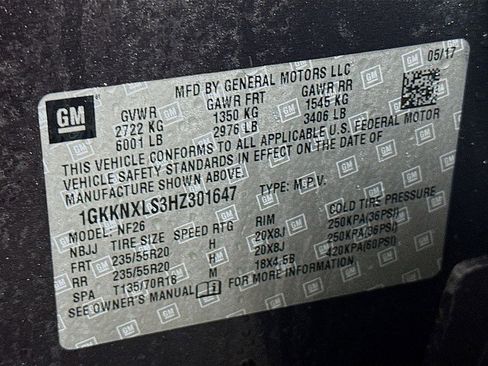 GM
05/17
MFD BY GENERAL MOTORS LLC
GVWR GAWR FRT GAWR RR
2722 KG 1350 KG 1545 KG
6001 LB 2976 LB 3406 LB
THIS VEHICLE CONFORMS TO ALL APPLICABLE U.S. FEDERAL MOTOR
VEHICLE SAFETY STANDARDS IN EFFECT ON THE DATE OF
MANUFACTURE SHOWN ABOVE.
1GKKNXLS3HZ301647 TYPE: M.P.V.
MODEL: NF26
NBJJ TIRE SIZE SPEED RTG RIM COLD TIRE PRESSURE
FRT 235/55R20 H 20X8J 250KPA(36PSI)
RR 235/55R20 H 20X8J 250KPA(36PSI)
SPA T135/70R18 M 18X4.5B 420KPA(60PSI)
SEE OWNER'S MANUAL FOR MORE INFORMATION.